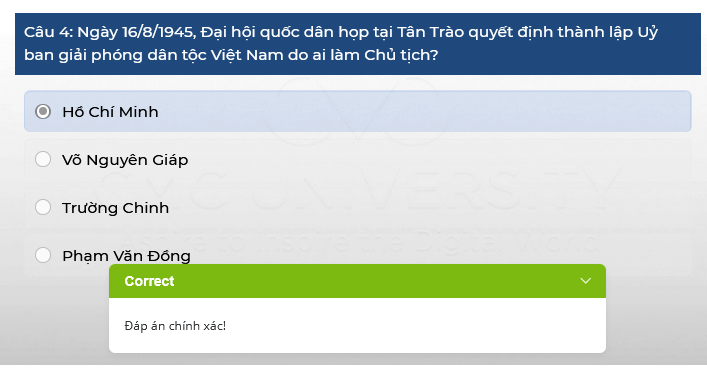 Câu 4: Ngày 16/8/1945, Đại hội quốc dân họp tại Tân Trào quyết định thành lập Uỷ
ban giải phóng dân tộc Việt Nam do ai làm Chủ tịch?
Hồ Chí Minh
Võ Nguyên Giáp
CMC UNIVERSITY
Trường Chinh
Phạm Văn Đồng
Correct
Đáp án chính xác!